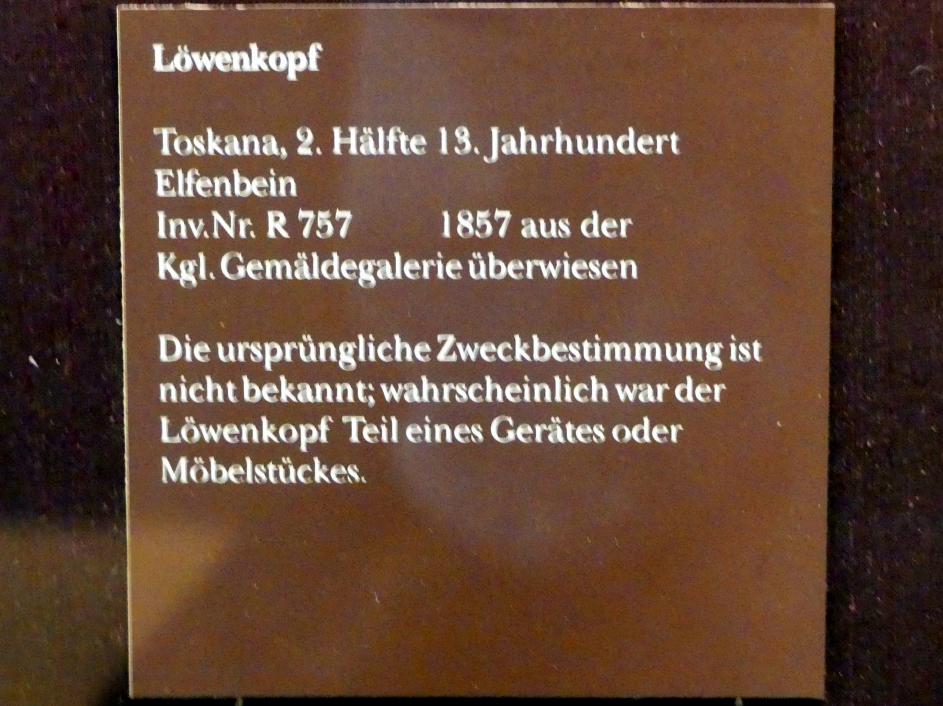 Löwenkopf
Toskana, 2. Hälfte 13. Jahrhundert
Elfenbein
Inv.Nr. R 757 1857 aus der
Kgl. Gemäldegalerie überwiesen
Die ursprüngliche Zweckbestimmung ist
nicht bekannt; wahrscheinlich war der
Löwenkopf Teil eines Gerätes oder
Möbelstückes.